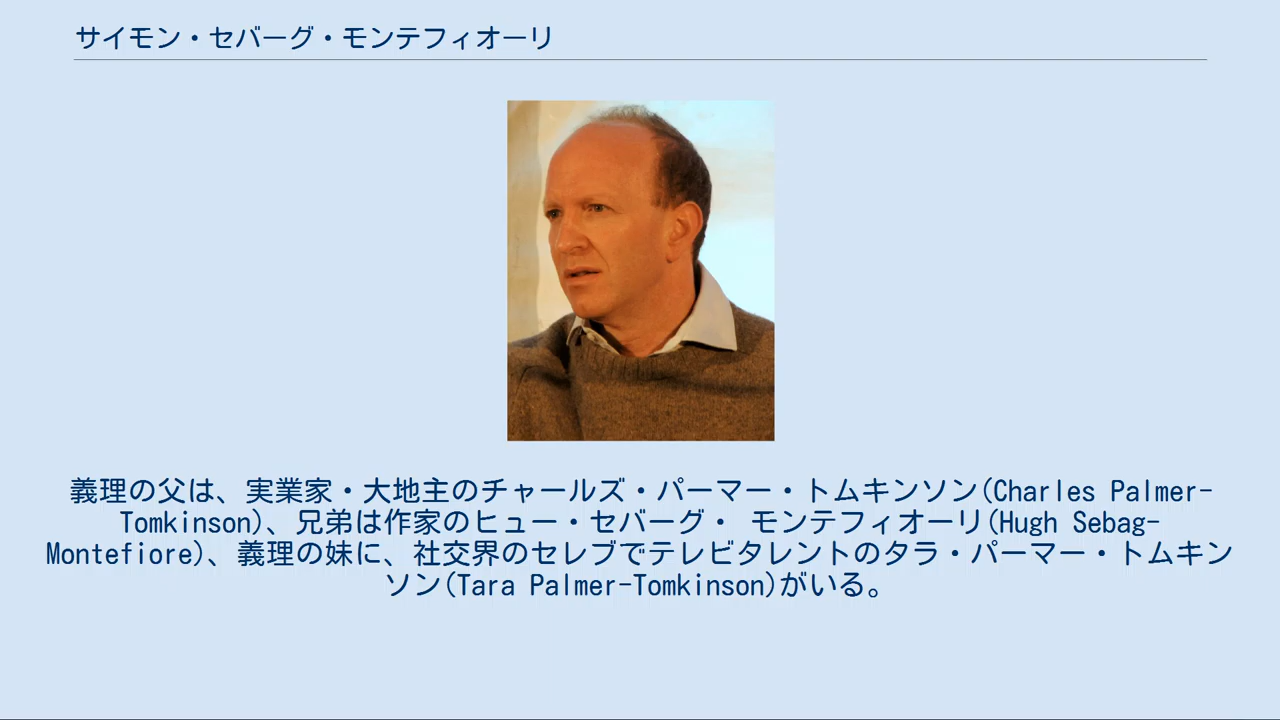 サイモン・セバーグ・モンテフィオーリ
義理の父は、実業家・大地主のチャールズ・パーマー・トムキンソン(Charles Palmer-
Tomkinson)、兄弟は作家のヒュー・セバーグ・ モンテフィオーリ(Hugh Sebag-
Montefiore)、義理の妹に、社交界のセレブでテレビタレントのタラ・パーマー・トムキン
ソン(Tara Palmer-Tomkinson)がいる。